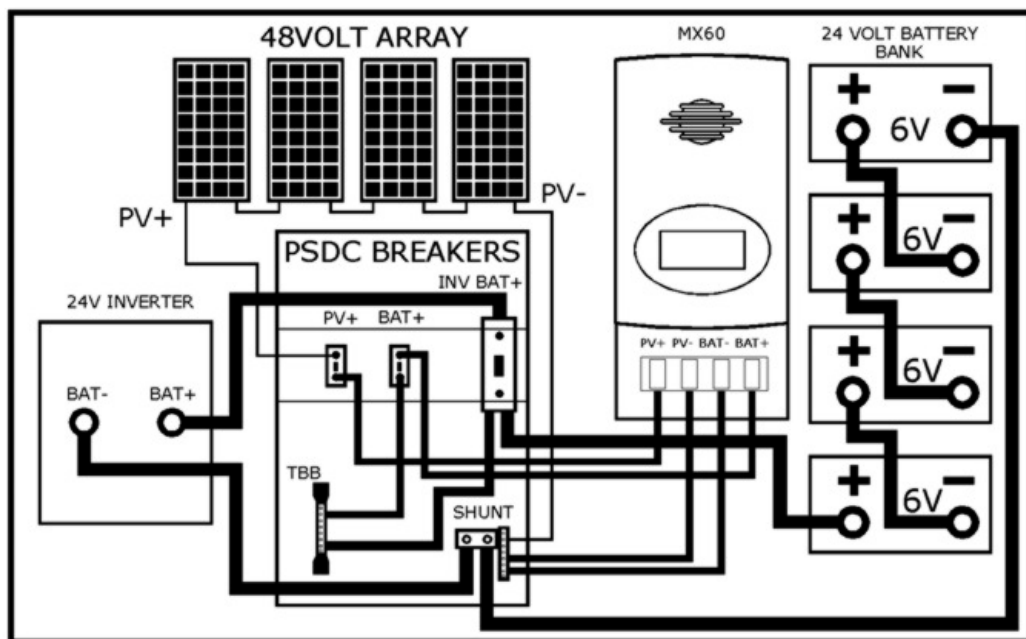 48VOLT ARRAY
MX60
24 VOLT BATTERY
BANK
+ −
6V
PV+
PV-
+ −
6V
PSDC BREAKERS
INV BAT+
24V INVERTER
PV+ BAT+
PV+ PV- BAT- BAT+
+ −
6V
BAT- BAT+
TBB
SHUNT
+ −
6V